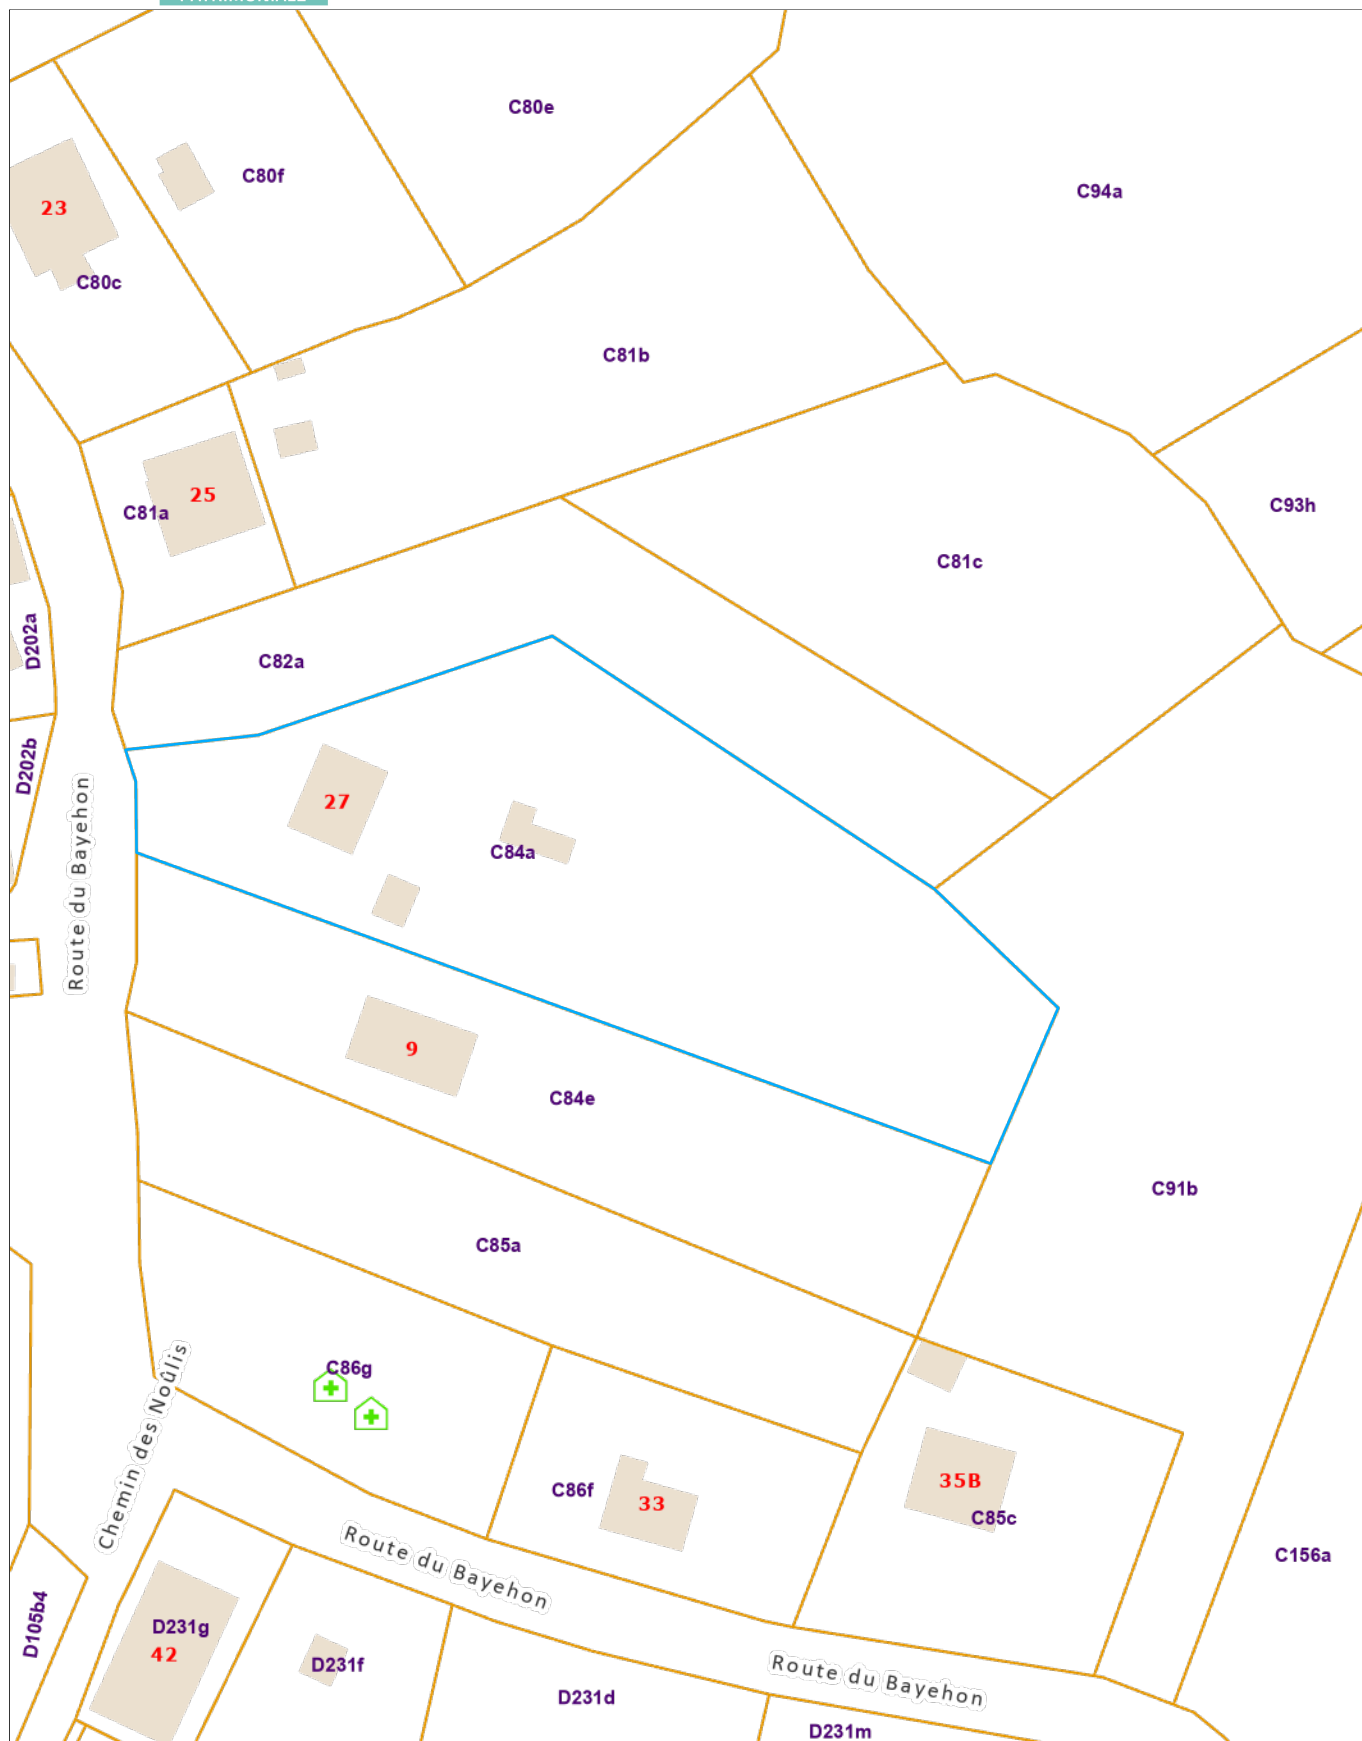 C80e
C80f
C94a
23
C80c
C81b
25
C81a
C93h
C81c
D202a
C82a
D202b
27
Route du Bayehon
C84a
9
C84e
C91b
C85a
C86g
Chemin des Noûlis
35B
C86f
33
C85c
Route du Bayehon
C156a
D105b4
D231g
42
D231f
Route du Bayehon
D231d
D231m